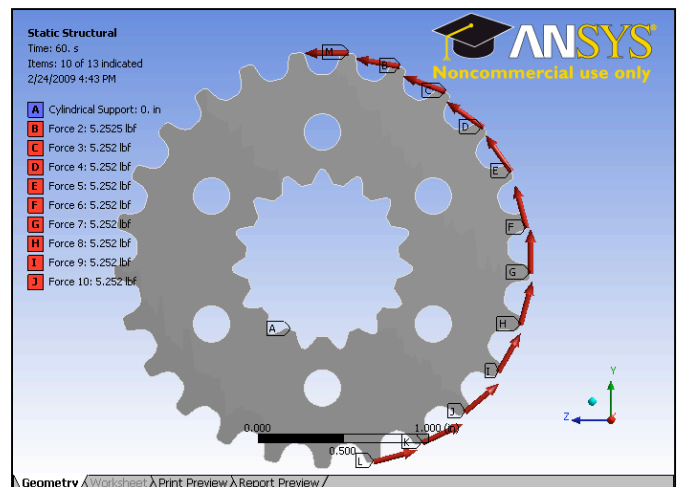 Static Structural
Time: 60. s
Items: 10 of 13 indicated
2/24/2009 4:43 PM
ANSYS
Noncommercial use only
A Cylindrical Support: 0. in
B Force 2: 5.2525 lbf
C Force 3: 5.252 lbf
D Force 4: 5.252 lbf
E Force 5: 5.252 lbf
F Force 6: 5.252 lbf
G Force 7: 5.252 lbf
H Force 8: 5.252 lbf
I Force 9: 5.252 lbf
J Force 10: 5.252 lbf
M
B
C
D
E
F
G
H
I
J
K
L
A
0.000
0.500
1.000 (in)
Y
Z
Geometry Worksheet Print Preview Report Preview